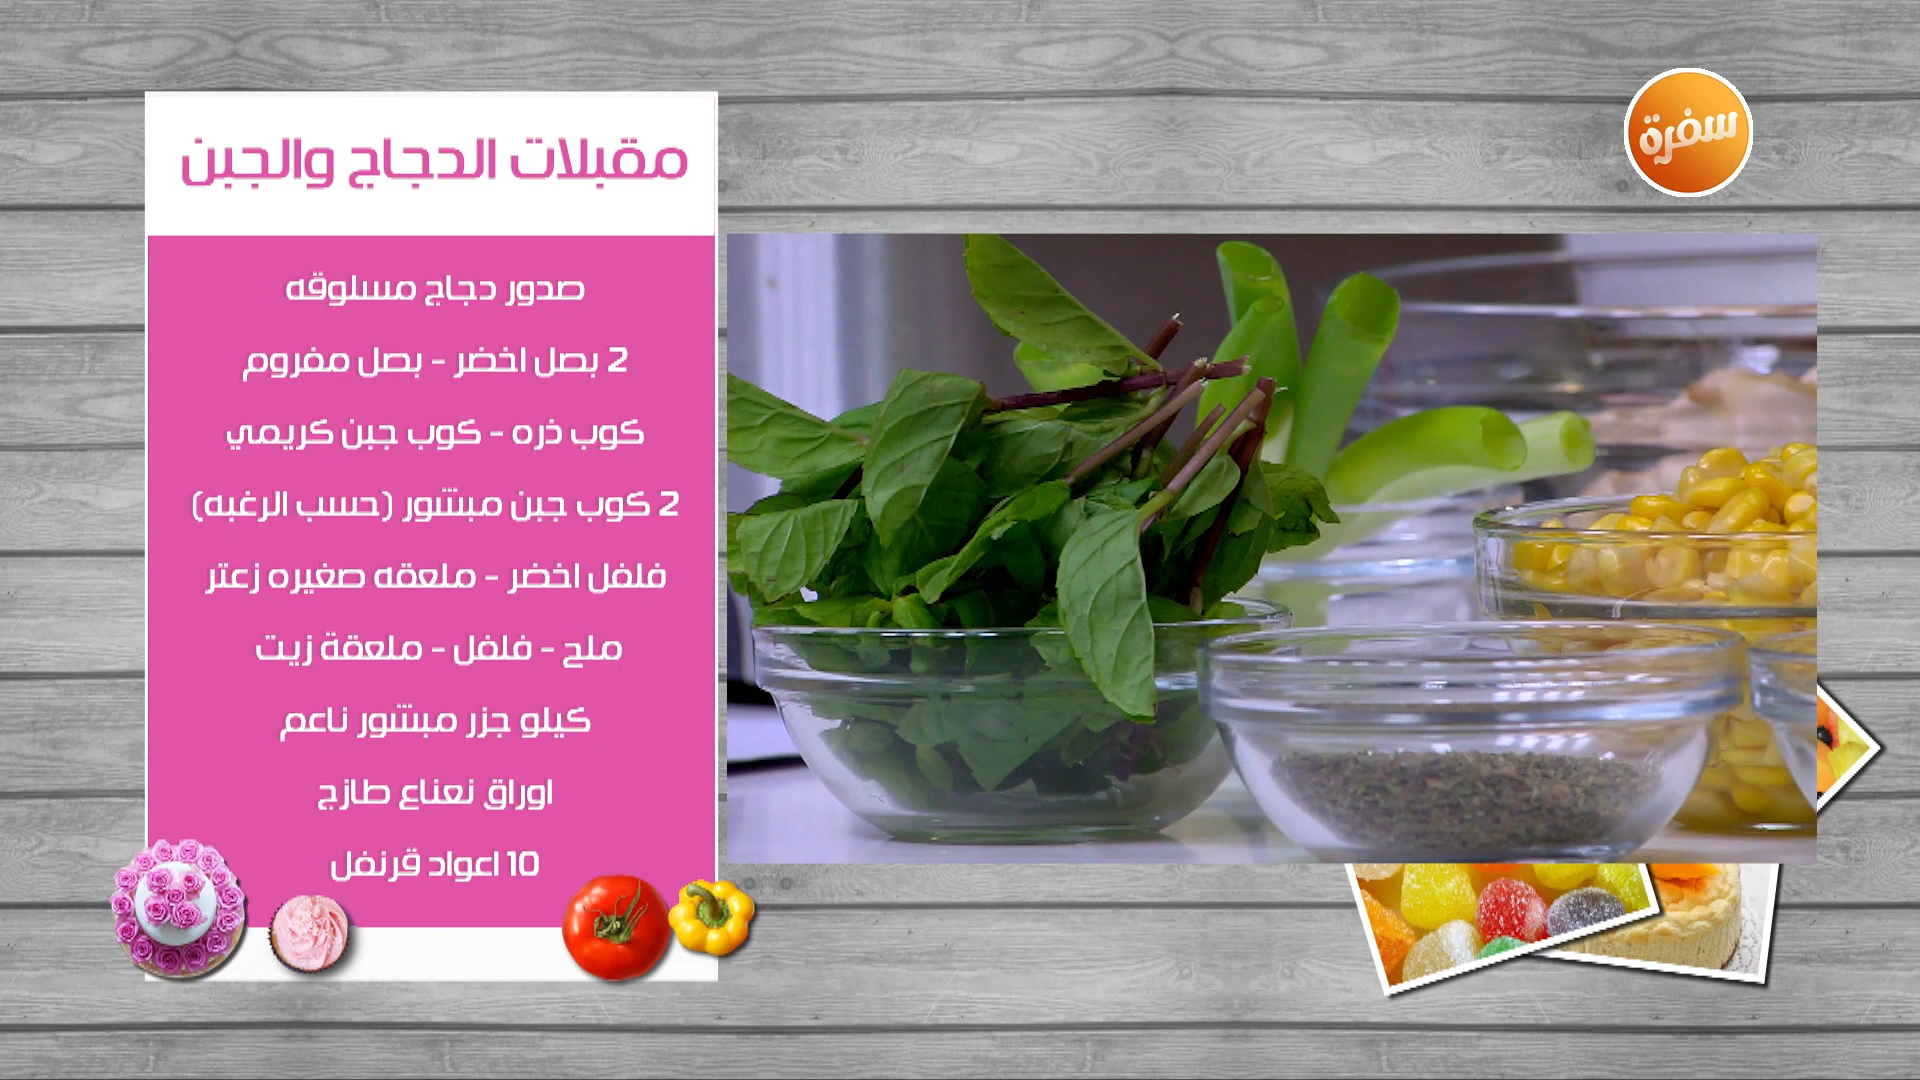 سفرة
مقبلات الدجاج والجبن
صدور دجاج مسلوقه
2 بصل اخضر - بصل مفروم
كوب ذره - كوب جبن كريمي
2 كوب جبن مبشور (حسب الرغبه)
فلفل اخضر - ملعقه صغيره زعتر
ملح - فلفل - ملعقة زيت
كيلو جزر مبشور ناعم
اوراق نعناع طازج
10 اعواد قرنفل